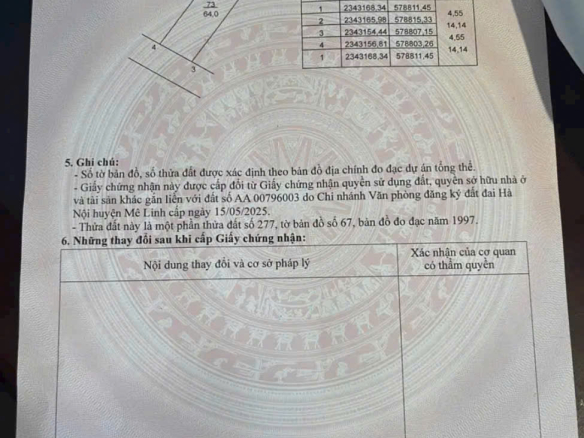 73
64,0
4
3
1 2343168,34 578811,45
4,55
2 2343165,98 578815,33
14,14
3 2343154,44 578807,15
4,55
4 2343156,81 578803,26
14,14
1 2343168,34 578811,45
5. Ghi chú:
- Số tờ bản đồ, số thửa đất được xác định theo bản đồ địa chính đo đạc dự án tổng thể.
- Giấy chứng nhận này được cấp đổi từ Giấy chứng nhận quyền sử dụng đất, quyền sở hữu nhà ở
và tài sản khác gắn liền với đất số AA 00796003 do Chi nhánh Văn phòng đăng ký đất đai Hà
Nội huyện Mê Linh cấp ngày 15/05/2025.
- Thửa đất này là một phần thửa đất số 277, tờ bản đồ số 67, bản đồ đo đạc năm 1997.
6. Những thay đổi sau khi cấp Giấy chứng nhận:
Nội dung thay đổi và cơ sở pháp lý
Xác nhận của cơ quan
có thẩm quyền